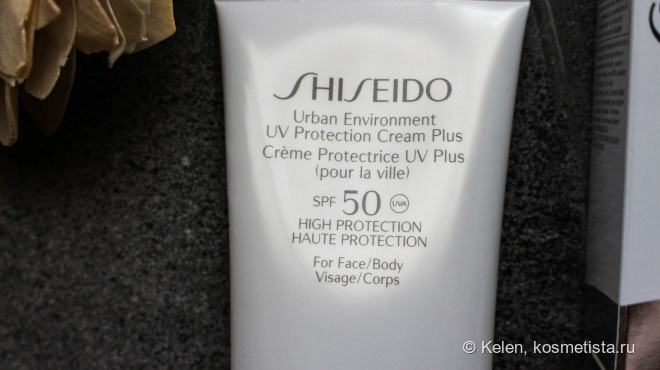 SHISEIDO
Urban Environment
UV Protection Cream Plus
Crème Protectrice UV Plus
(pour la ville)
SPF 50 UVA
HIGH PROTECTION
HAUTE PROTECTION
For Face/Body
Visage/Corps
© Kelen, kosmetista.ru